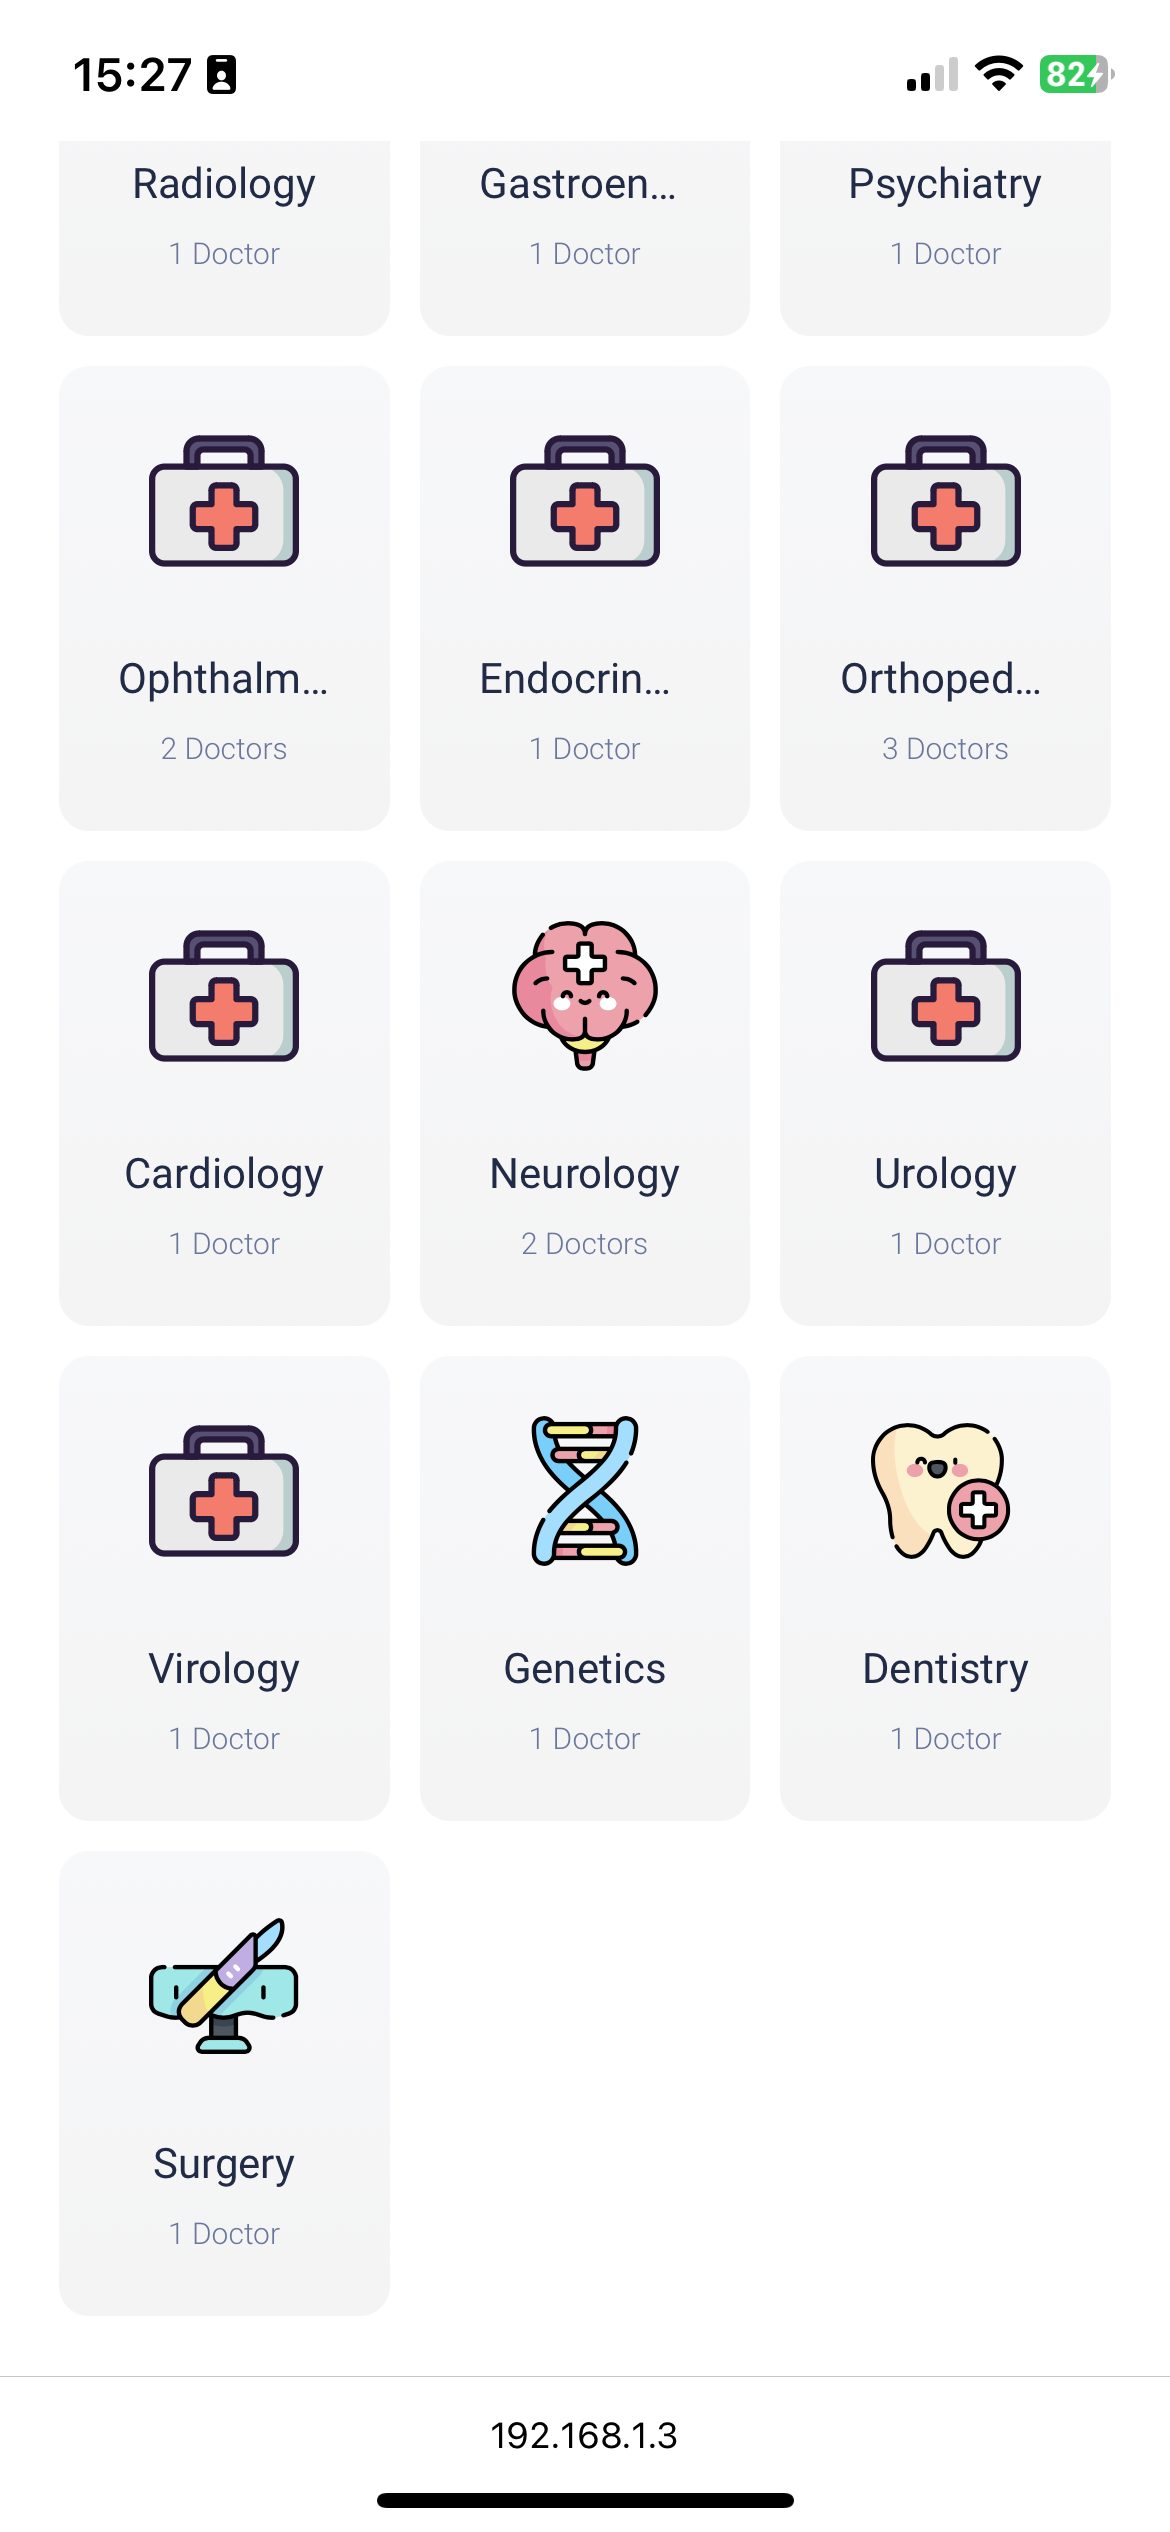 15:27
82
Radiology
Gastroen...
Psychiatry
1 Doctor
1 Doctor
1 Doctor
Ophthalm...
Endocrin...
Orthoped...
2 Doctors
1 Doctor
3 Doctors
Cardiology
Neurology
Urology
1 Doctor
2 Doctors
1 Doctor
Virology
Genetics
Dentistry
1 Doctor
1 Doctor
1 Doctor
Surgery
1 Doctor
192.168.1.3